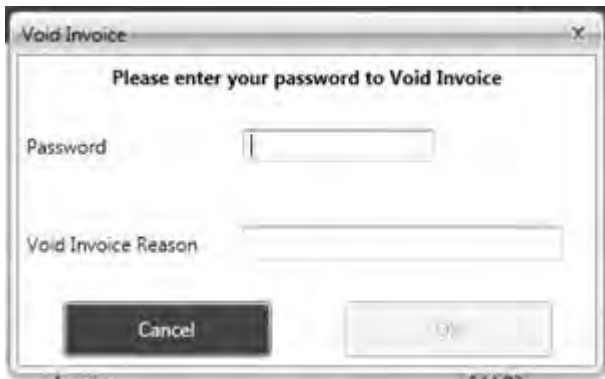 Void Invoice
x
Please enter your password to Void Invoice
Password
Void Invoice Reason
Cancel